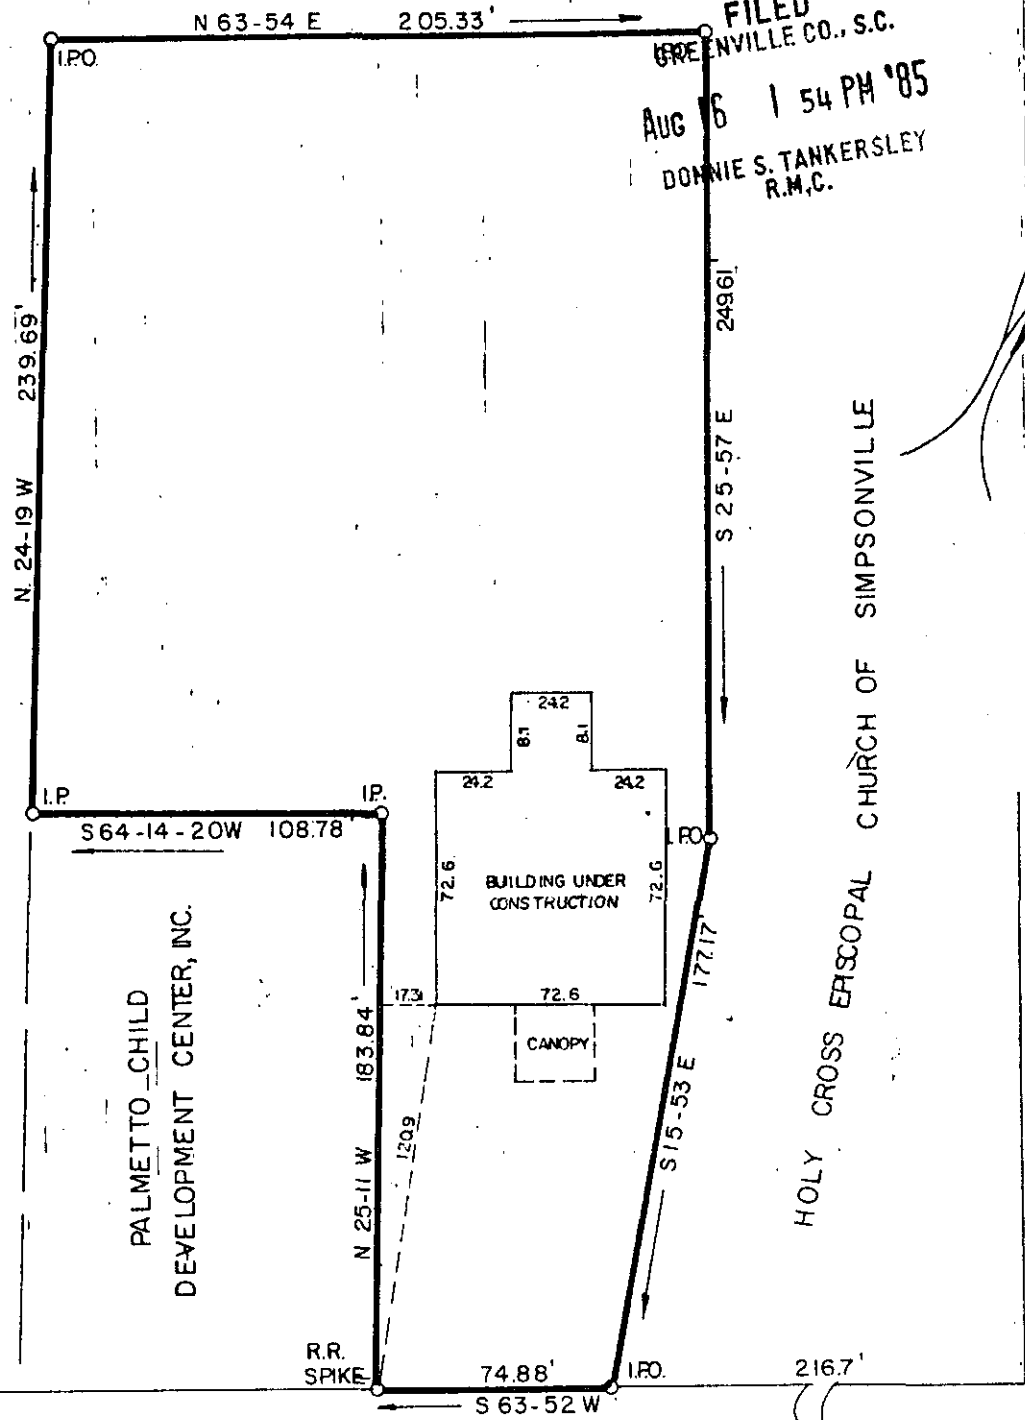 N 63-54 E 205.33'
FILED
GREENVILLE CO., S.C.
I.P.O.
AUG 16 1 54 PM '85
DONNIE S. TANKERSLEY
R.M.C.
N. 24-19 W 239.69'
S 25-57 E 249.61'
24.2
8.1
8.1
24.2
24.2
I.P.
I.P.
S 64-14-20W 108.78'
I.P.O.
72.6
BUILDING UNDER
CONSTRUCTION
72.6
17.31
72.6
CANOPY
N 25-11 W 183.84'
120.9
S 15-53 E 177.17'
PALMETTO CHILD
DEVELOPMENT CENTER, INC.
HOLY CROSS EPISCOPAL CHURCH OF SIMPSONVILLE
R.R.
SPIKE
74.88'
I.P.O.
216.7'
S 63-52 W